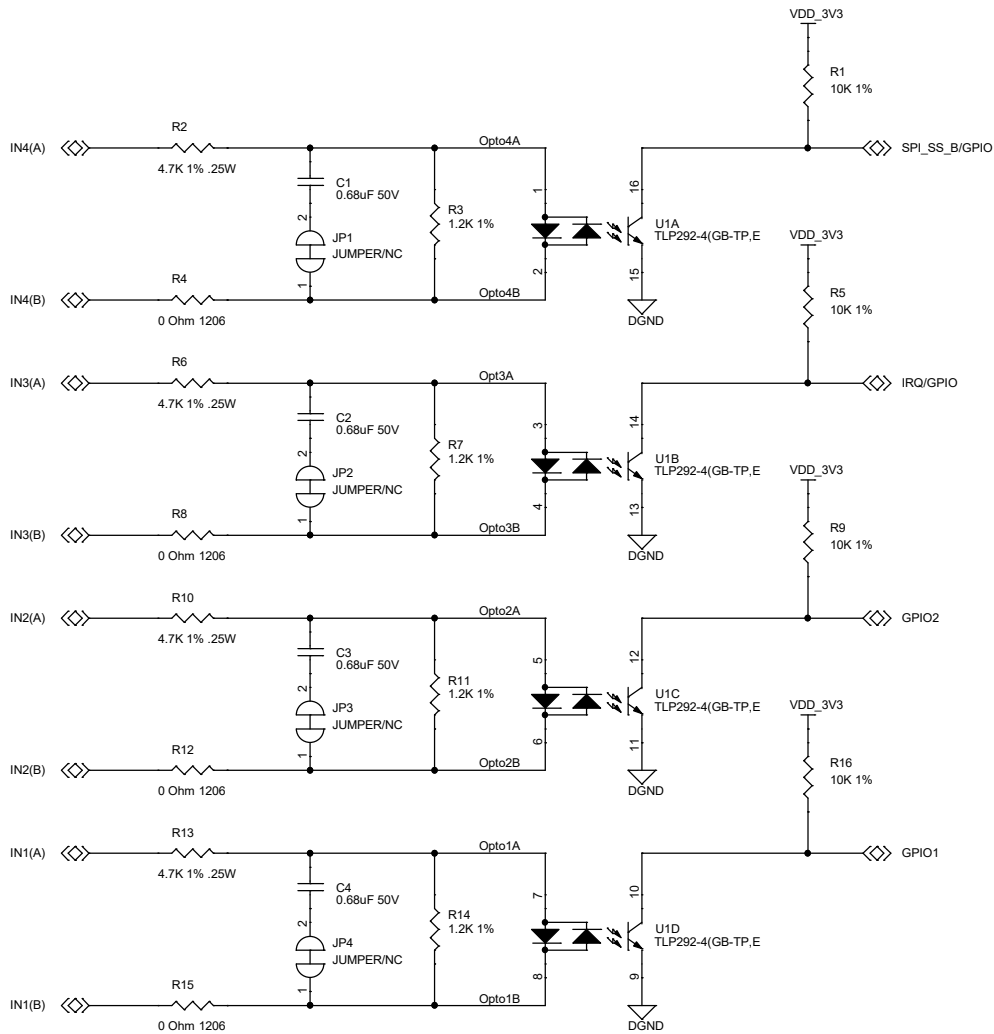 VDD_3V3
R1
10K 1%
R2
IN4(A)
4.7K 1% .25W
Opto4A
SPI_SS_B/GPIO
C1
0.68uF 50V
1
16
2
R3
1.2K 1%
U1A
TLP292-4(GB-TP,E
JP1
JUMPER/NC
VDD_3V3
1
2
15
R4
R5
10K 1%
IN4(B)
0 Ohm 1206
Opto4B
DGND
R6
IN3(A)
4.7K 1% .25W
Opt3A
IRQ/GPIO
C2
0.68uF 50V
3
14
2
R7
1.2K 1%
U1B
TLP292-4(GB-TP,E
JP2
JUMPER/NC
VDD_3V3
1
4
13
R8
R9
10K 1%
IN3(B)
0 Ohm 1206
Opto3B
DGND
R10
IN2(A)
4.7K 1% .25W
Opto2A
GPIO2
C3
0.68uF 50V
5
12
2
R11
1.2K 1%
U1C
TLP292-4(GB-TP,E
JP3
JUMPER/NC
VDD_3V3
1
6
11
R12
R16
10K 1%
IN2(B)
0 Ohm 1206
Opto2B
DGND
R13
IN1(A)
4.7K 1% .25W
Opto1A
GPIO1
C4
0.68uF 50V
7
10
2
R14
1.2K 1%
U1D
TLP292-4(GB-TP,E
JP4
JUMPER/NC
1
8
9
R15
IN1(B)
0 Ohm 1206
Opto1B
DGND